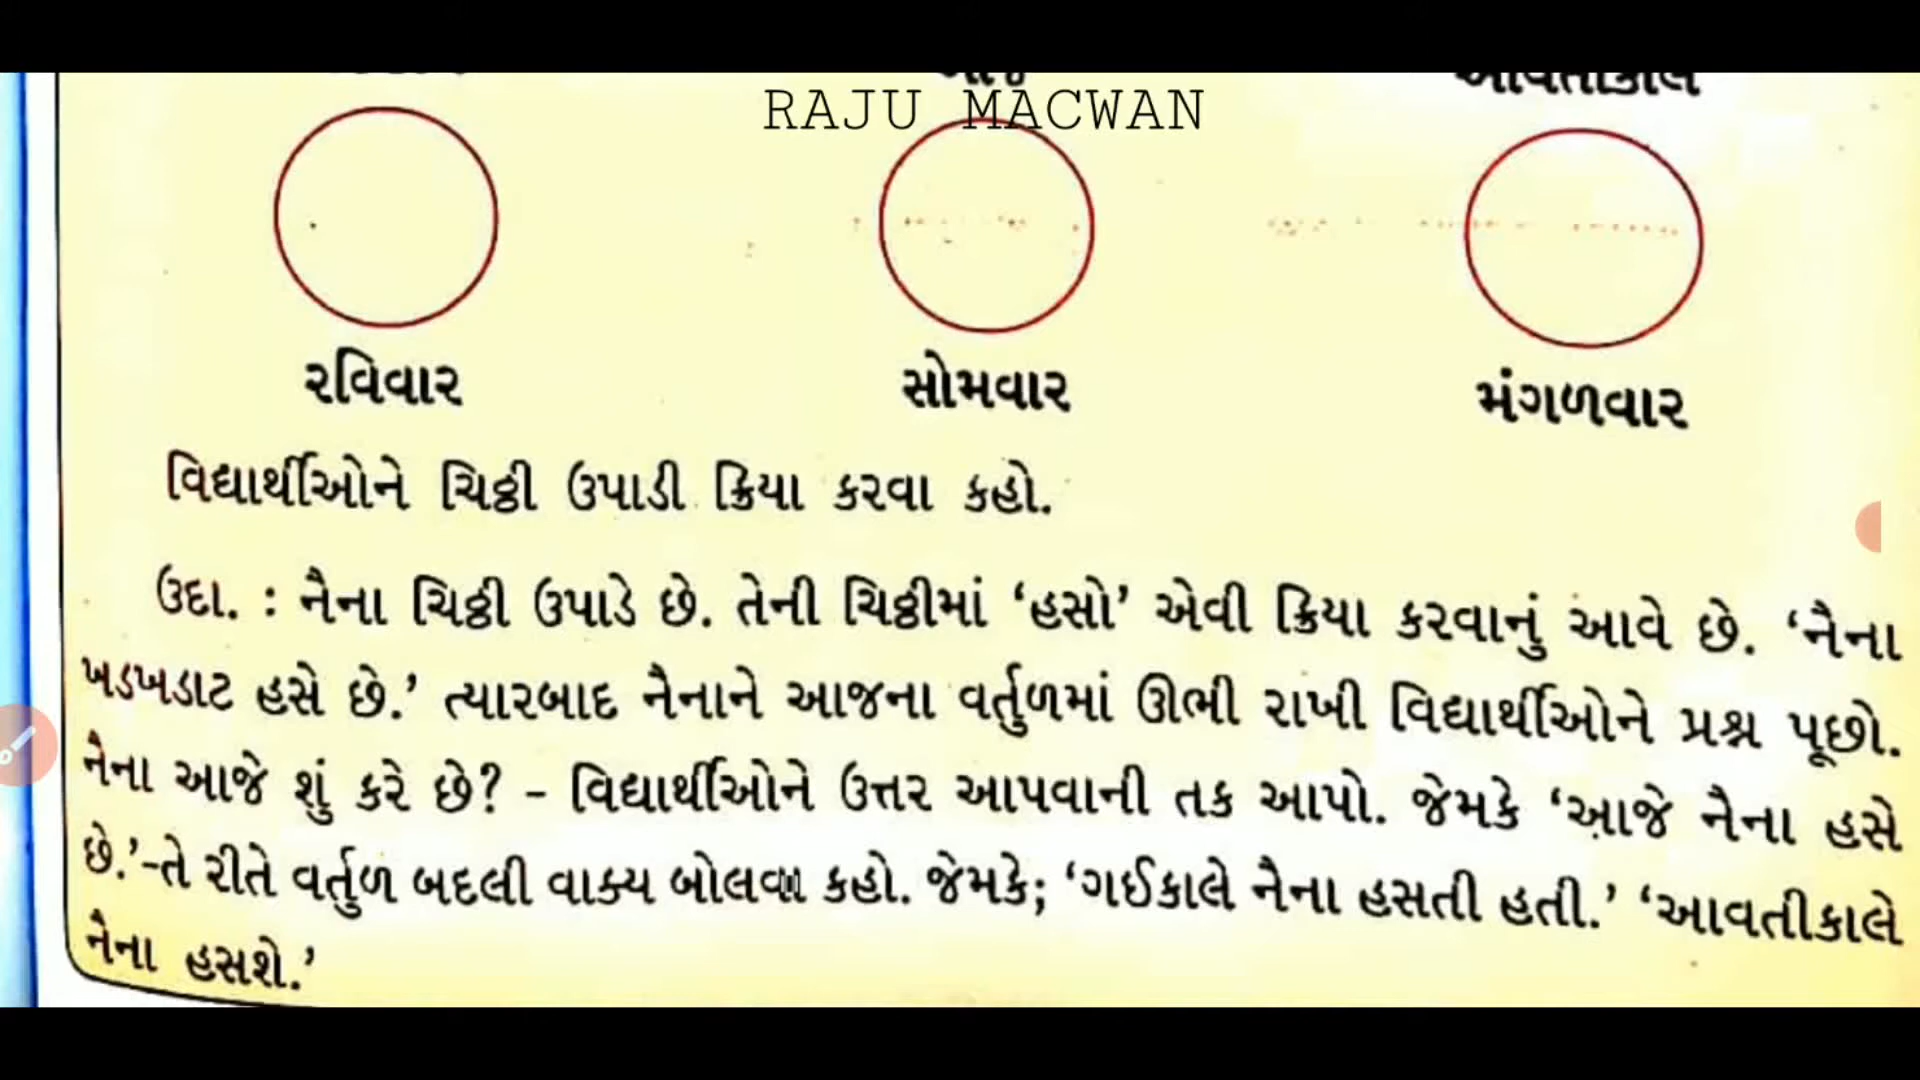 આજ
આવતીકાલ
RAJU MACWAN
રવિવાર
સોમવાર
મંગળવાર
વિદ્યાર્થીઓને ચિઠ્ઠી ઉપાડી ક્રિયા કરવા કહો.
ઉદા. : નૈના ચિઠ્ઠી ઉપાડે છે. તેની ચિઠ્ઠીમાં ‘હસો’ એવી ક્રિયા કરવાનું આવે છે. ‘નૈના
ખડખડાટ હસે છે.’ ત્યારબાદ નૈનાને આજના વર્તુળમાં ઊભી રાખી વિદ્યાર્થીઓને પ્રશ્ન પૂછો.
નૈના આજે શું કરે છે? – વિદ્યાર્થીઓને ઉત્તર આપવાની તક આપો. જેમકે ‘આજે નૈના હસે
છે.’–તે રીતે વર્તુળ બદલી વાક્ય બોલવા કહો. જેમકે; ‘ગઈકાલે નૈના હસતી હતી.’ ‘આવતીકાલે
નૈના હસશે.’